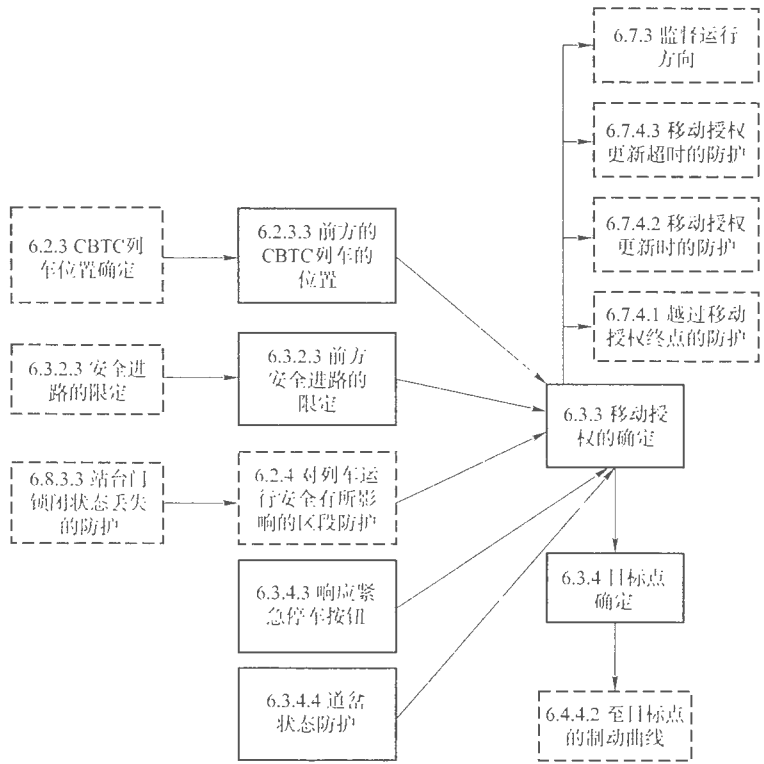 6.7.3 监督运行
方向
6.7.4.3 移动授权
更新超时的防护
6.7.4.2 移动授权
更新时的防护
6.7.4.1 越过移动
授权终点的防护
6.2.3 CBTC列
车位置确定
6.2.3.3 前方的
CBTC列车的
位置
6.3.2.3 安全进
路的限定
6.3.2.3 前方
安全进路的
限定
6.3.3 移动授
权的确定
6.8.3.3 站台门
锁闭状态丢失
的防护
6.2.4 对列车运
行安全有所影
响的区段防护
6.3.4.3 响应紧
急停车按钮
6.3.4 目标点
确定
6.3.4.4 道岔
状态防护
6.4.4.2 至目标点
的制动曲线